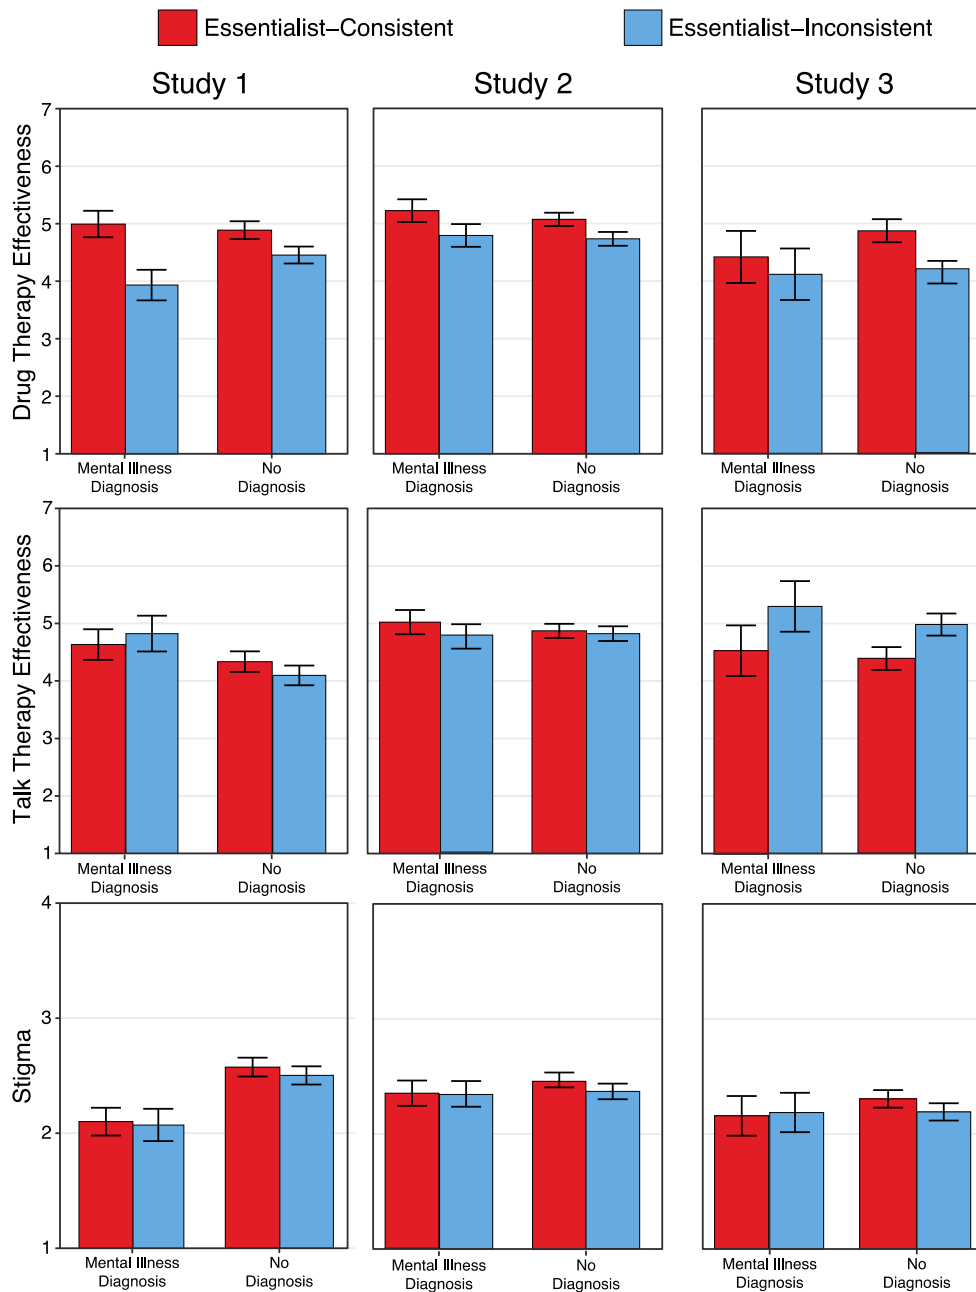 Essentialist–Consistent
Essentialist–Inconsistent
Study 1
Study 2
Study 3
Drug Therapy Effectiveness
7
6
5
4
3
2
1
Mental Illness
Diagnosis
No
Diagnosis
Mental Illness
Diagnosis
No
Diagnosis
Mental Illness
Diagnosis
No
Diagnosis
Talk Therapy Effectiveness
7
6
5
4
3
2
1
Mental Illness
Diagnosis
No
Diagnosis
Mental Illness
Diagnosis
No
Diagnosis
Mental Illness
Diagnosis
No
Diagnosis
Stigma
4
3
2
1
Mental Illness
Diagnosis
No
Diagnosis
Mental Illness
Diagnosis
No
Diagnosis
Mental Illness
Diagnosis
No
Diagnosis